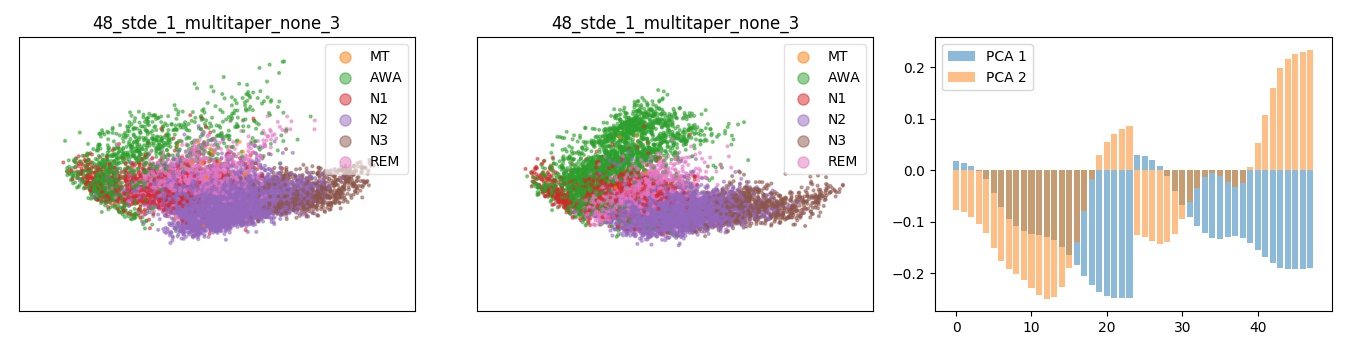 48_stde_1_multitaper_none_3
MT
AWA
N1
N2
N3
REM
48_stde_1_multitaper_none_3
MT
AWA
N1
N2
N3
REM
PCA 1
PCA 2
0.2
0.1
0.0
−0.1
−0.2
0
10
20
30
40